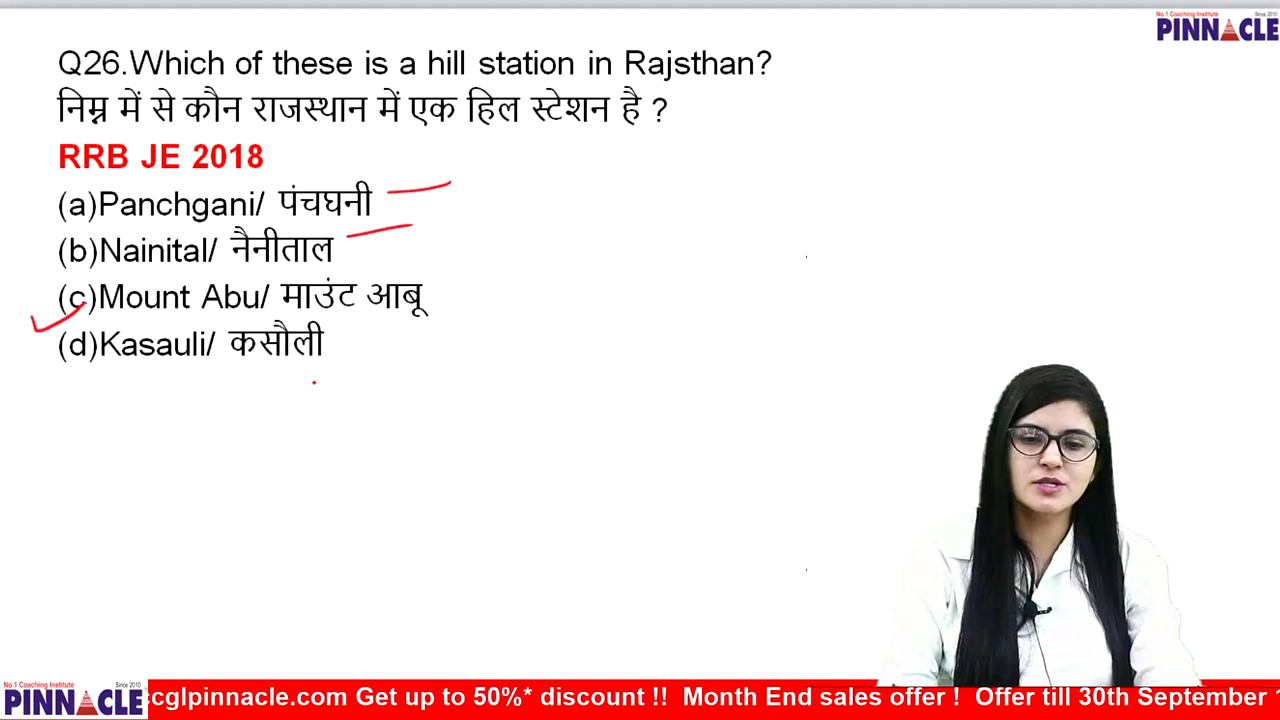 No.1 Coaching Institute Since 2010
PINNACLE
Q26.Which of these is a hill station in Rajsthan?
निम्न में से कौन राजस्थान में एक हिल स्टेशन है ?
RRB JE 2018
(a)Panchgani/ पंचघनी
(b)Nainital/ नैनीताल
(c)Mount Abu/ माउंट आबू
(d)Kasauli/ कसौली
No.1 Coaching Institute Since 2010
PINNACLE
cglpinnacle.com Get up to 50%* discount !! Month End sales offer ! Offer till 30th September